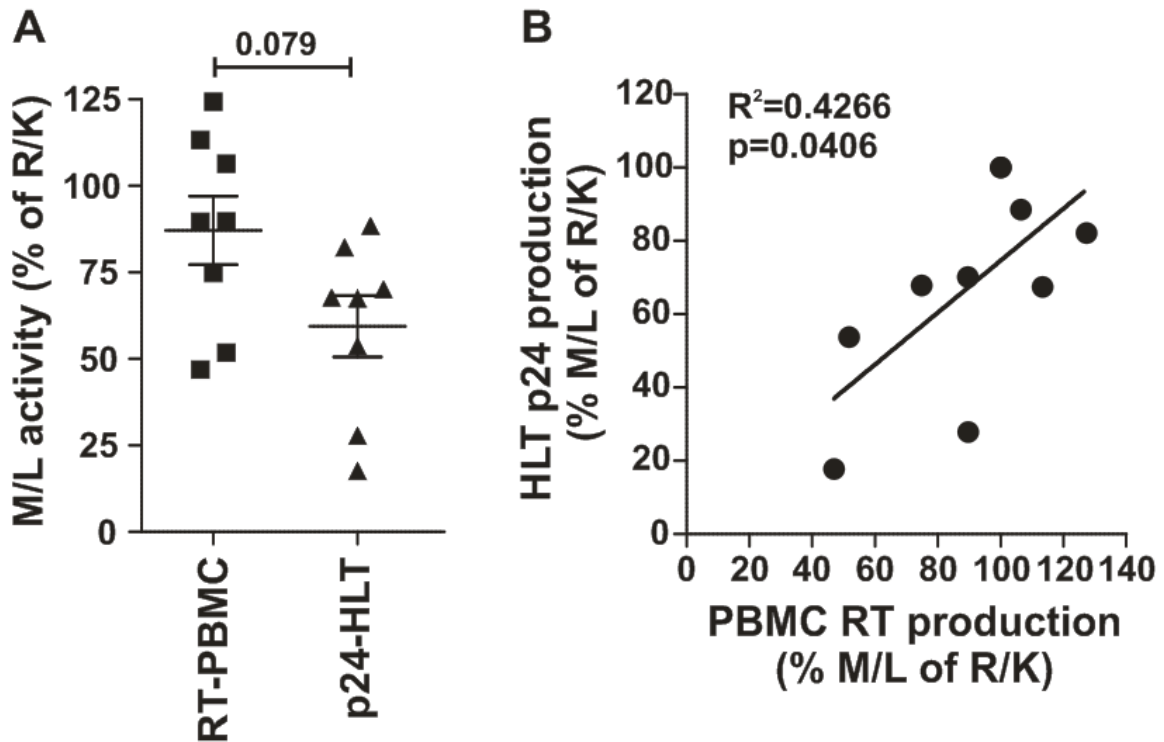 A
0.079
M/L activity (% of R/K)
125
100
75
50
25
0
RT-PBMC
p24-HLT
B
R²=0.4266
p=0.0406
HLT p24 production
(% M/L of R/K)
120
100
80
60
40
20
0
0 20 40 60 80 100 120 140
PBMC RT production
(% M/L of R/K)